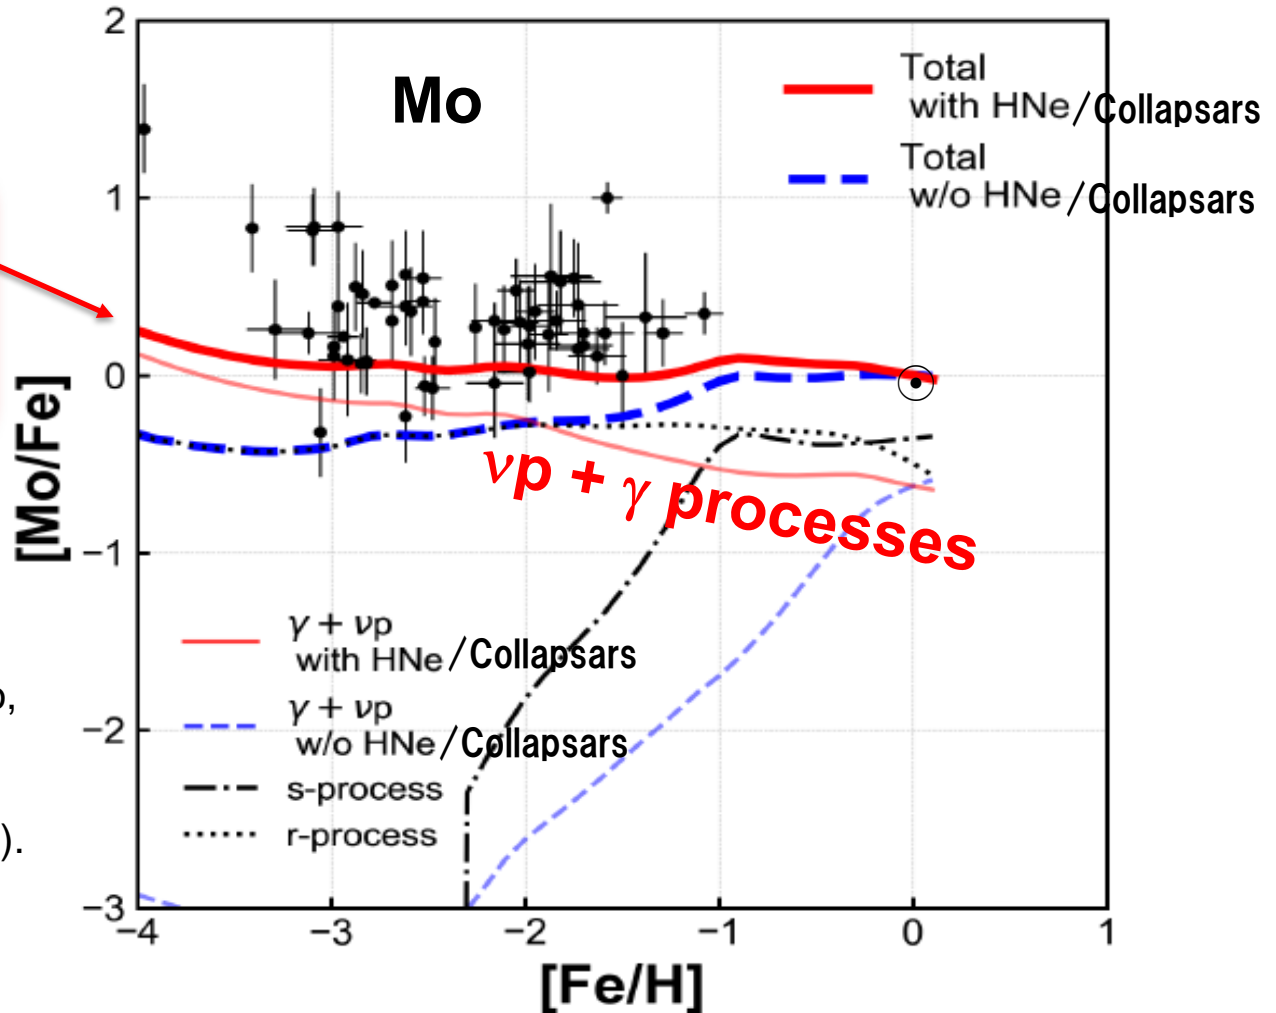 2
Mo
Total
with HNe/Collapsars
Total
w/o HNe/Collapsars
1
0
[Mo/Fe]
νp + γ processes
−1
γ + νp
with HNe/Collapsars
γ + νp
w/o HNe/Collapsars
s-process
r-process
−2
,
).
−3
−4 −3 −2 −1 0 1
[Fe/H]